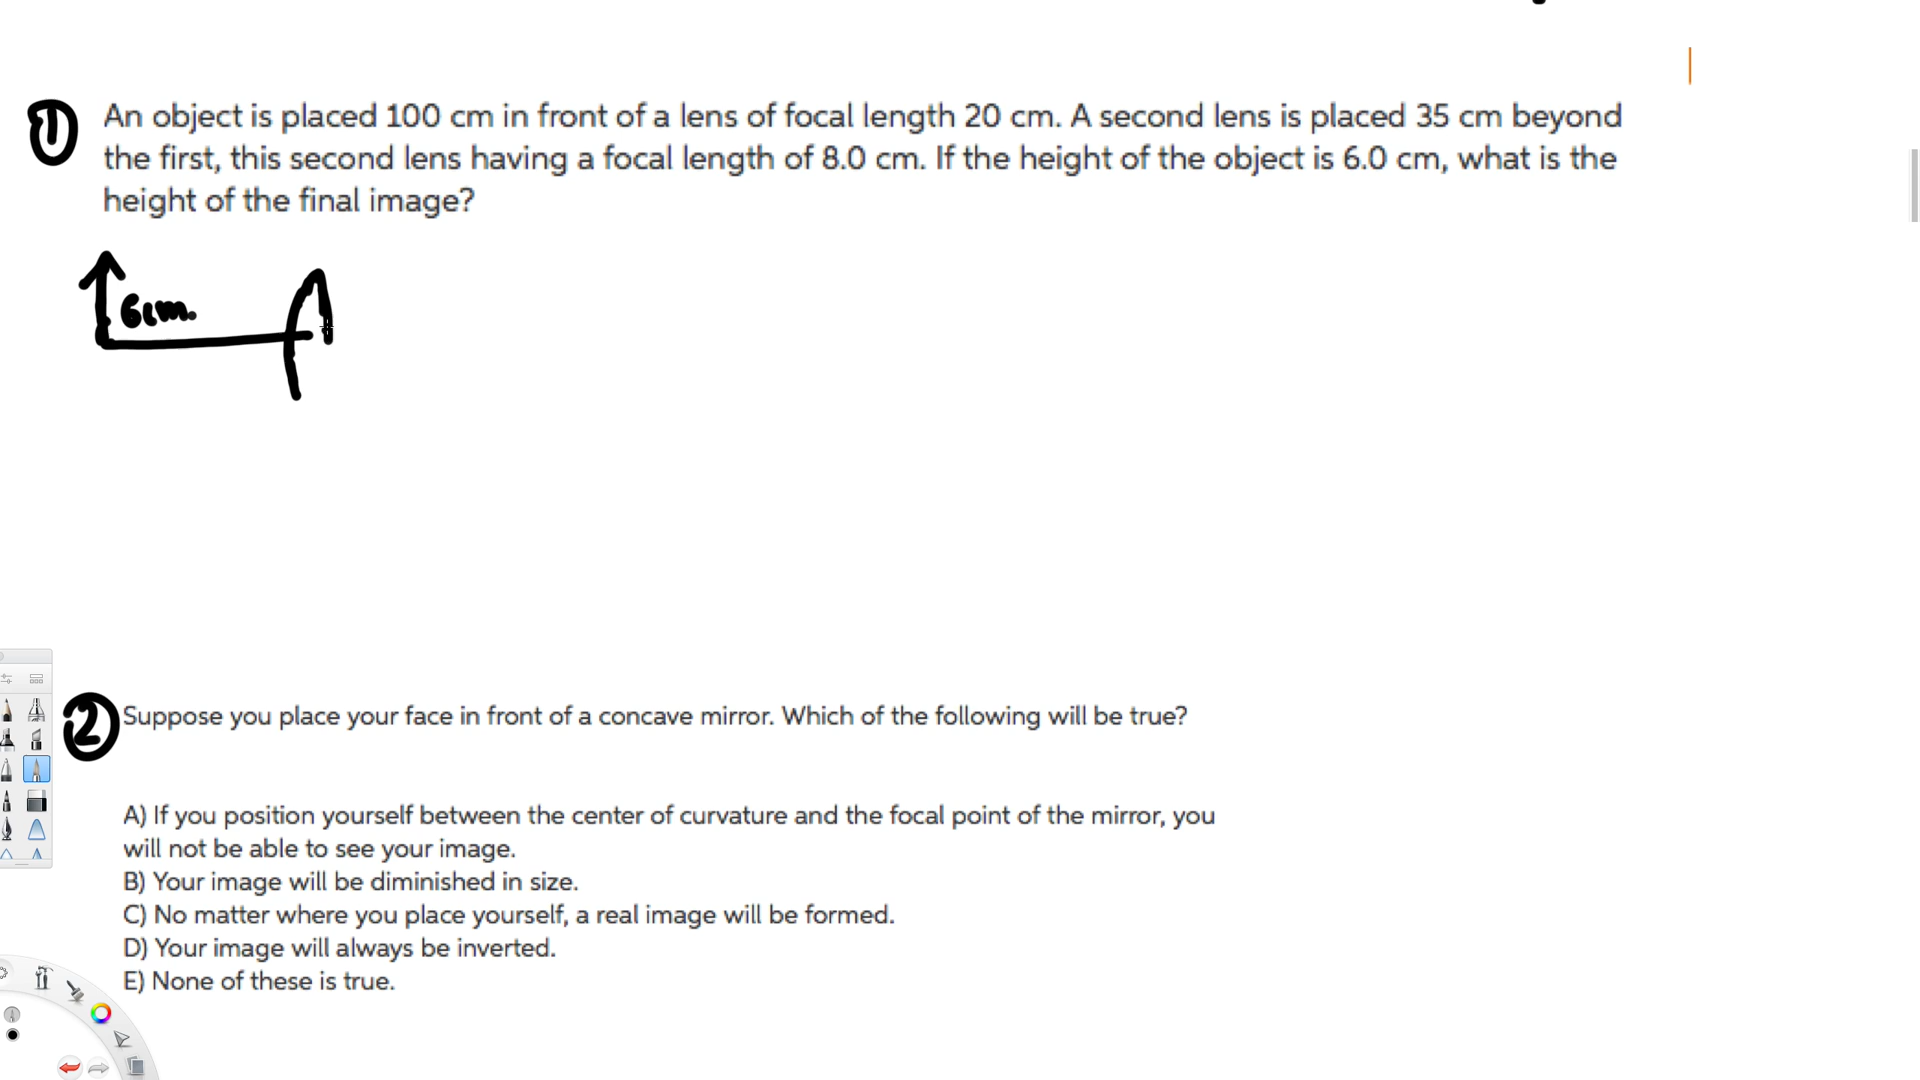 ① An object is placed 100 cm in front of a lens of focal length 20 cm. A second lens is placed 35 cm beyond
the first, this second lens having a focal length of 8.0 cm. If the height of the object is 6.0 cm, what is the
height of the final image?
6cm.
② Suppose you place your face in front of a concave mirror. Which of the following will be true?
A) If you position yourself between the center of curvature and the focal point of the mirror, you
will not be able to see your image.
B) Your image will be diminished in size.
C) No matter where you place yourself, a real image will be formed.
D) Your image will always be inverted.
E) None of these is true.